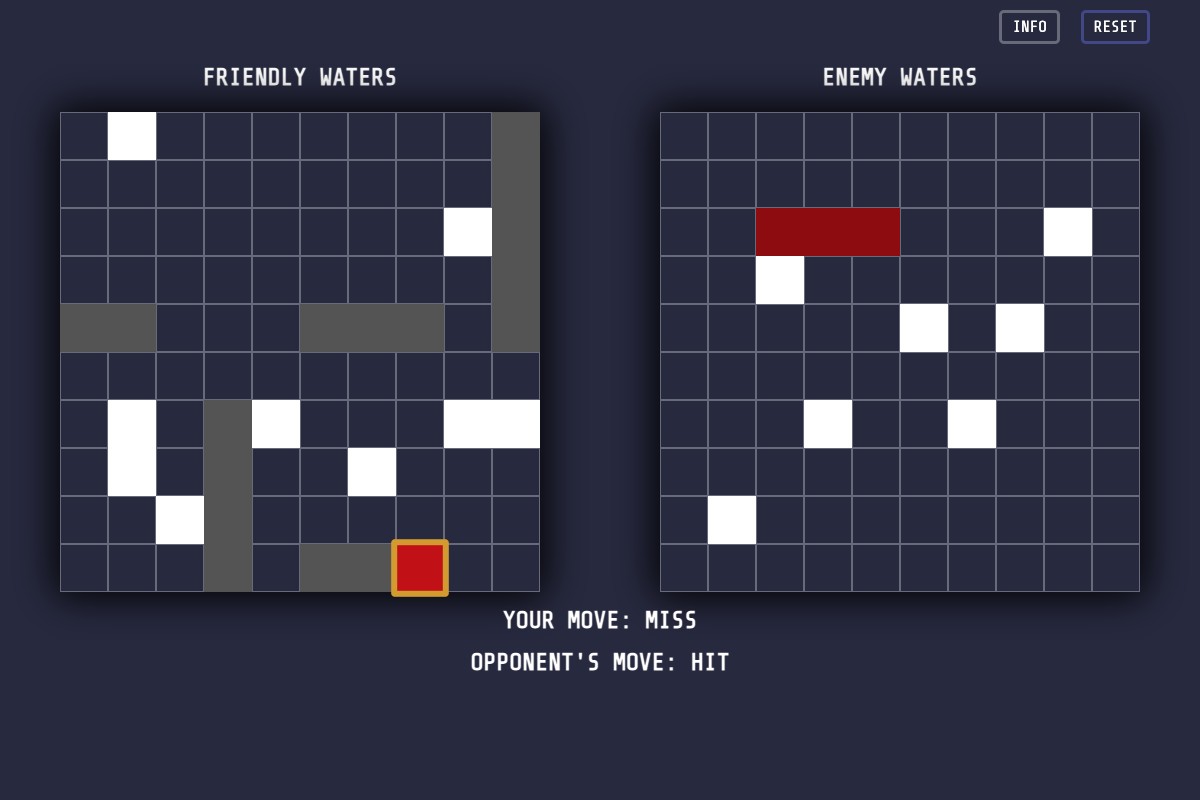 INFO
RESET
FRIENDLY WATERS
ENEMY WATERS
YOUR MOVE: MISS
OPPONENT'S MOVE: HIT